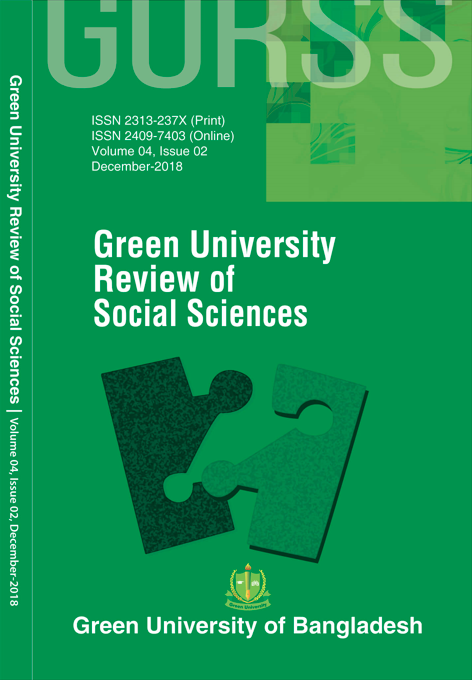 GURSS
ISSN 2313-237X (Print)
ISSN 2409-7403 (Online)
Volume 04, Issue 02
December-2018
Green University
Review of
Social Sciences
Green University of Bangladesh
Green University Review of Social Sciences | Volume 04, Issue 02, December-2018